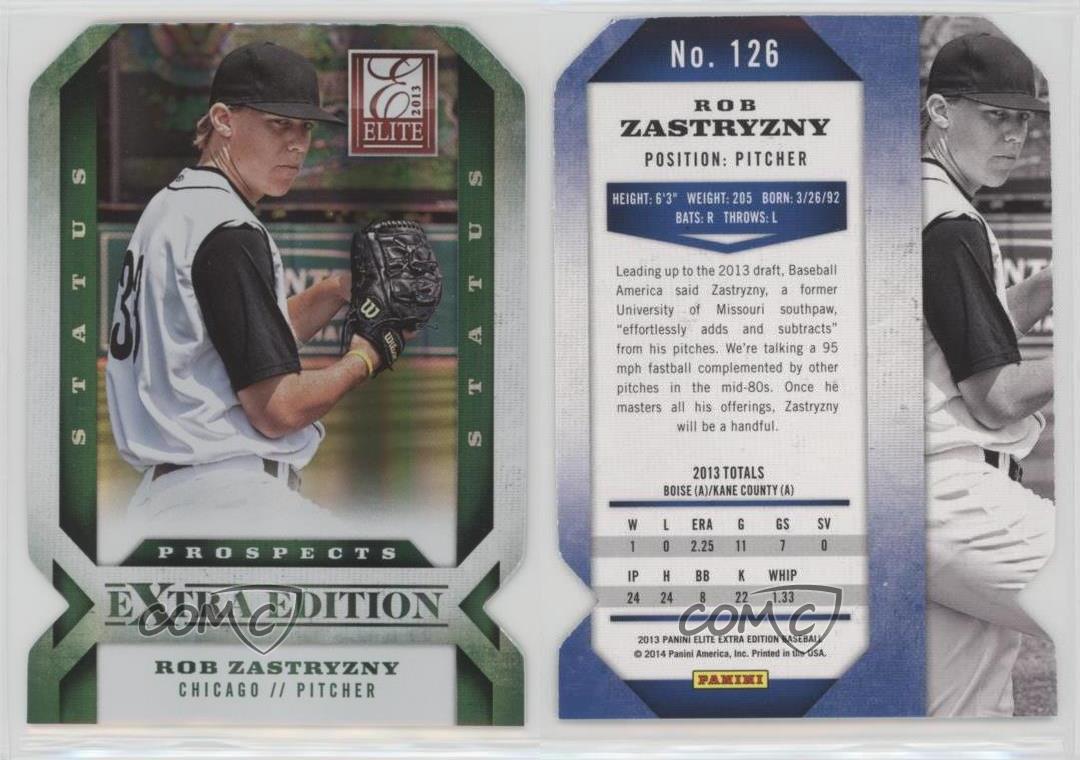 E
2013
ELITE
STATUS
STATUS
33
W
Wilson
PROSPECTS
EXTRA EDITION
COMC
ROB ZASTRYZNY
CHICAGO // PITCHER
No. 126
ROB
ZASTRYZNY
POSITION: PITCHER
HEIGHT: 6'3" WEIGHT: 205 BORN: 3/26/92
BATS: R THROWS: L
Leading up to the 2013 draft, Baseball
America said Zastryzny, a former
University of Missouri southpaw,
"effortlessly adds and subtracts"
from his pitches. We're talking a 95
mph fastball complemented by other
pitches in the mid-80s. Once he
masters all his offerings, Zastryzny
will be a handful.
2013 TOTALS
BOISE (A)/KANE COUNTY (A)
W L ERA G GS SV
1 0 2.25 11 7 0
IP H BB K WHIP
24 24 8 22 1.33
COMC
2013 PANINI ELITE EXTRA EDITION BASEBALL
© 2014 Panini America, Inc. Printed in the USA.
PANINI